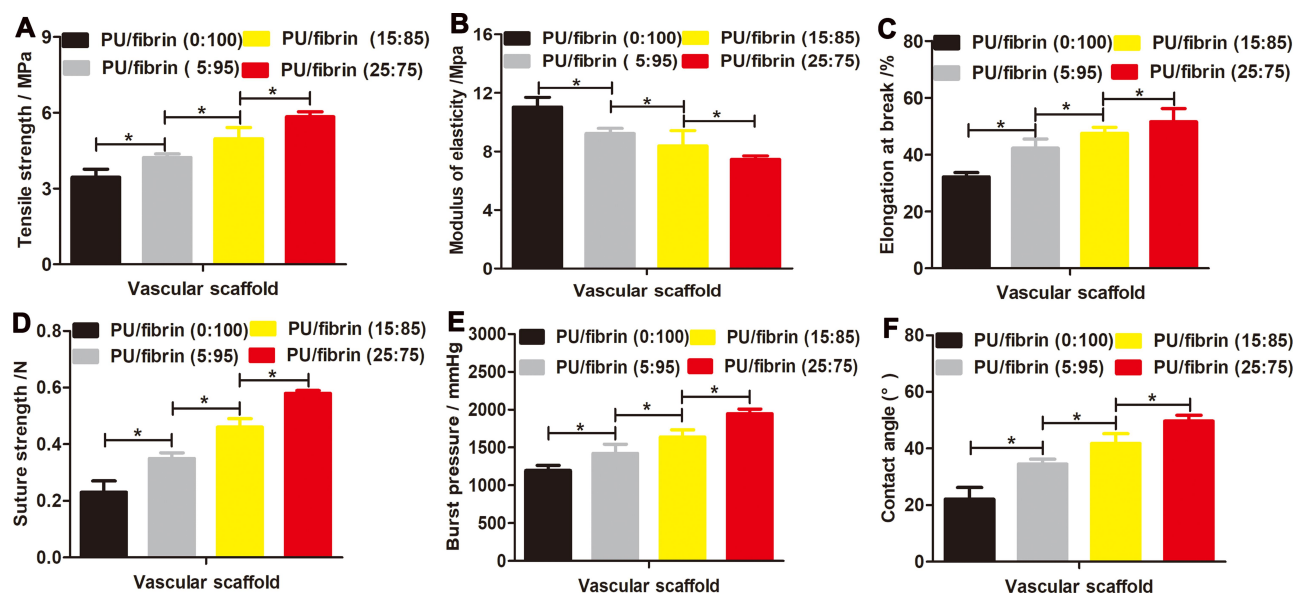 A
PU/fibrin (0:100)
PU/fibrin (15:85)
PU/fibrin ( 5:95)
PU/fibrin (25:75)
Tensile strength / MPa
9
6
3
0
*
*
*
Vascular scaffold
B
PU/fibrin (0:100)
PU/fibrin (15:85)
PU/fibrin ( 5:95)
PU/fibrin (25:75)
Modulus of elasticity /Mpa
16
12
8
4
0
*
*
*
Vascular scaffold
C
PU/fibrin (0:100)
PU/fibrin (15:85)
PU/fibrin (5:95)
PU/fibrin (25:75)
Elongation at break /%
80
60
40
20
0
*
*
*
Vascular scaffold
D
PU/fibrin (0:100)
PU/fibrin (15:85)
PU/fibrin (5:95)
PU/fibrin (25:75)
Suture strength /N
0.8
0.6
0.4
0.2
0.0
*
*
*
Vascular scaffold
E
PU/fibrin (0:100)
PU/fibrin (15:85)
PU/fibrin (5:95)
PU/fibrin (25:75)
Burst pressure / mmHg
3000
2500
2000
1500
1000
500
0
*
*
*
Vascular scaffold
F
PU/fibrin (0:100)
PU/fibrin (15:85)
PU/fibrin (5:95)
PU/fibrin (25:75)
Contact angle (° )
80
60
40
20
0
*
*
*
Vascular scaffold